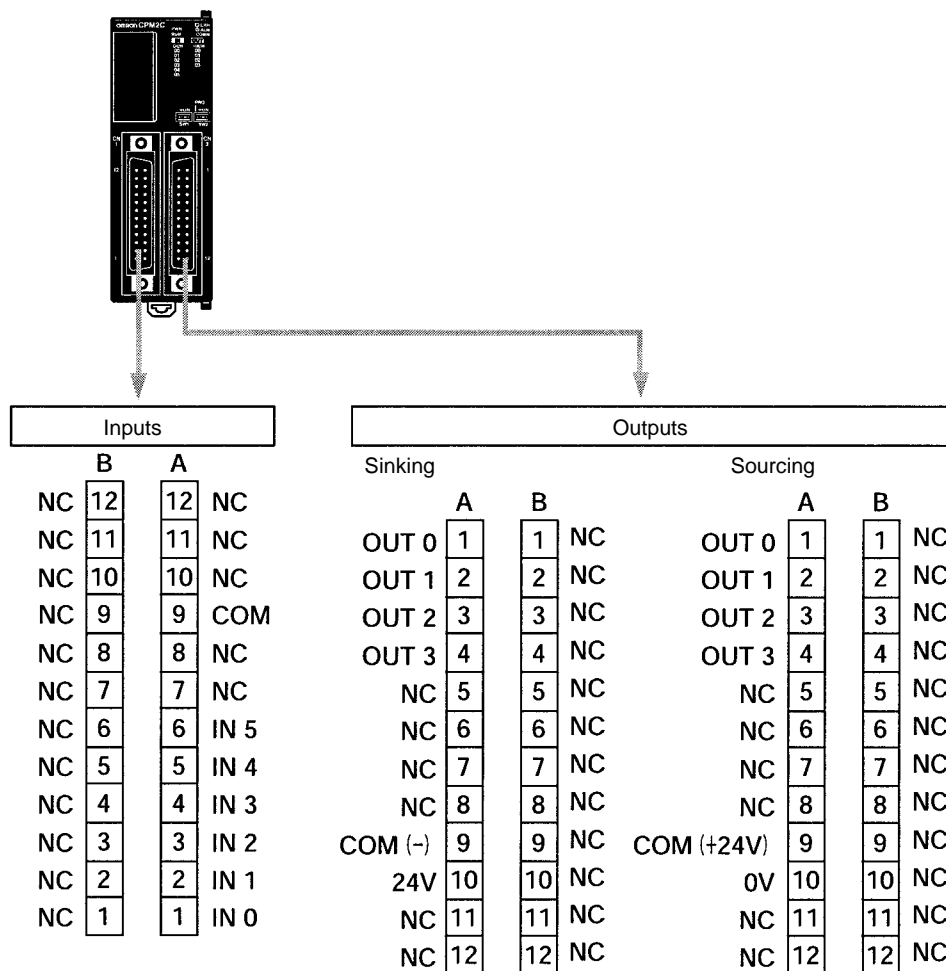 omron CPM2C
CN
1
12
1
1
12
Inputs
B A
NC 12 12 NC
NC 11 11 NC
NC 10 10 NC
NC 9 9 COM
NC 8 8 NC
NC 7 7 NC
NC 6 6 IN 5
NC 5 5 IN 4
NC 4 4 IN 3
NC 3 3 IN 2
NC 2 2 IN 1
NC 1 1 IN 0
Outputs
Sinking
A B
OUT 0 1 1 NC
OUT 1 2 2 NC
OUT 2 3 3 NC
OUT 3 4 4 NC
NC 5 5 NC
NC 6 6 NC
NC 7 7 NC
NC 8 8 NC
COM (-) 9 9 NC
24V 10 10 NC
NC 11 11 NC
NC 12 12 NC
Sourcing
A B
OUT 0 1 1 NC
OUT 1 2 2 NC
OUT 2 3 3 NC
OUT 3 4 4 NC
NC 5 5 NC
NC 6 6 NC
NC 7 7 NC
NC 8 8 NC
COM (+24V) 9 9 NC
0V 10 10 NC
NC 11 11 NC
NC 12 12 NC